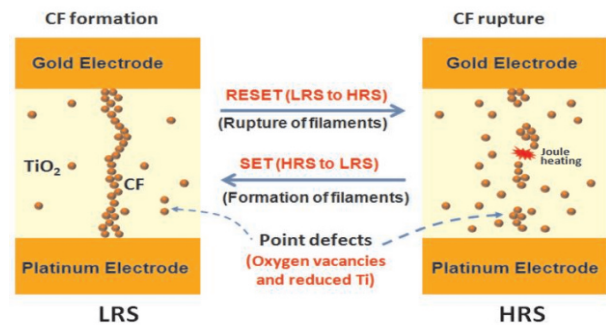 CF formation
CF rupture
Gold Electrode
Gold Electrode
RESET (LRS to HRS)
(Rupture of filaments)
Joule
heating
SET (HRS to LRS)
TiO₂
CF
(Formation of filaments)
Point defects
(Oxygen vacancies
and reduced Ti)
Platinum Electrode
Platinum Electrode
LRS
HRS